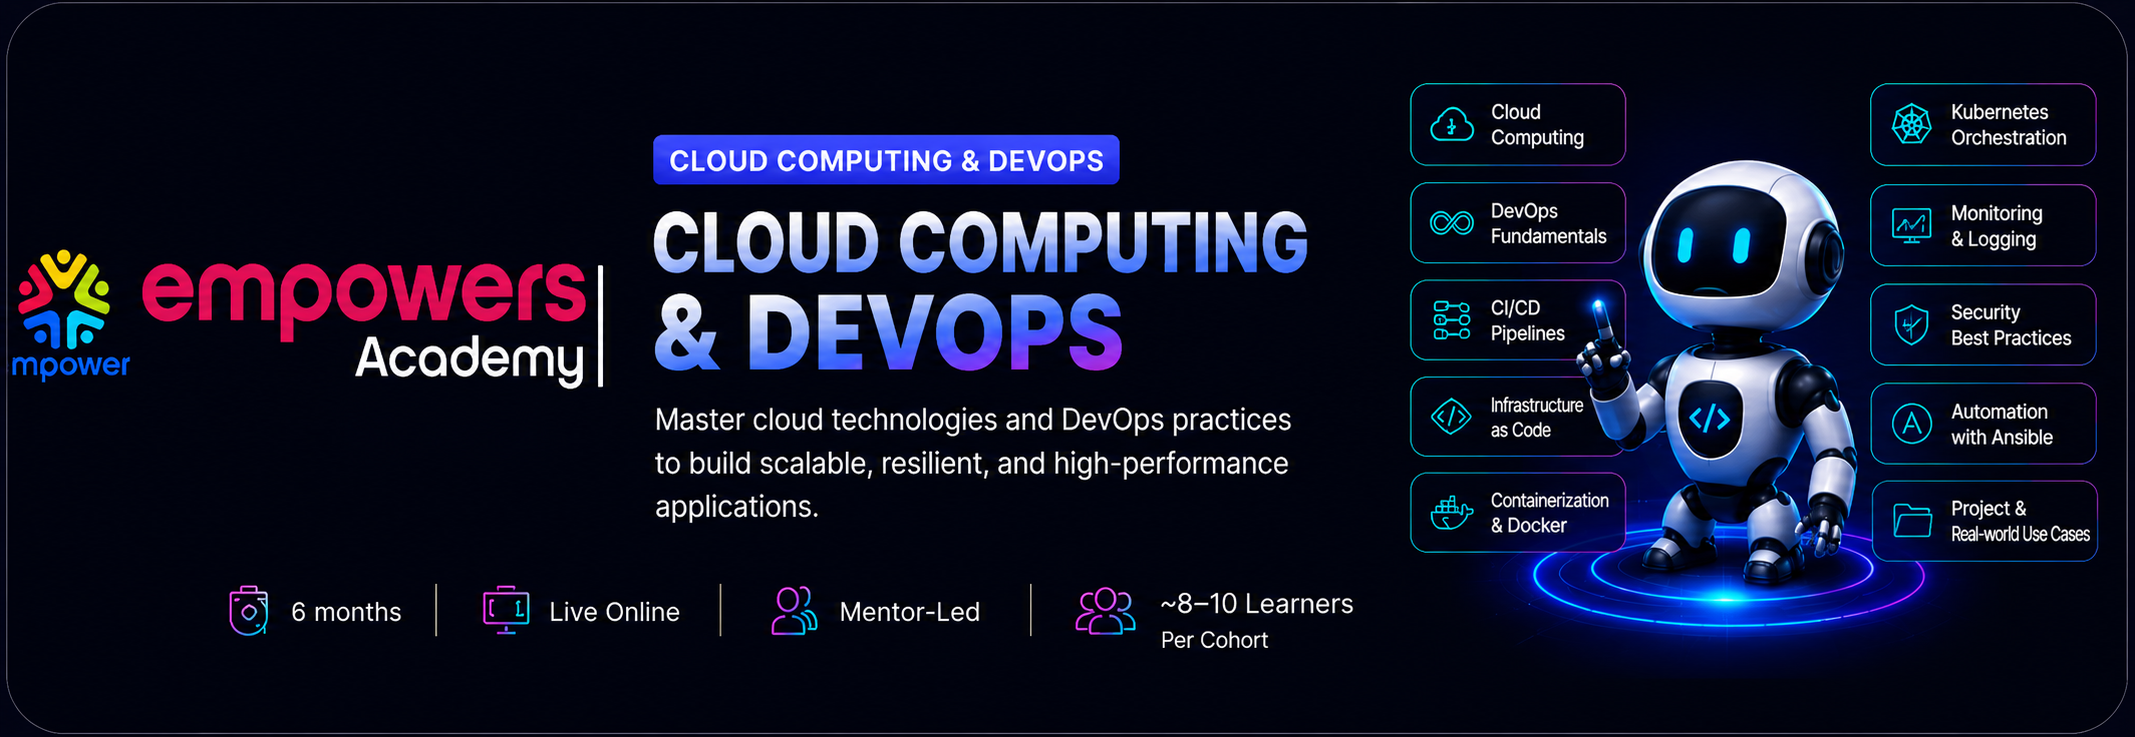 mpower
empowers
Academy
CLOUD COMPUTING & DEVOPS
CLOUD COMPUTING
& DEVOPS
Master cloud technologies and DevOps practices
to build scalable, resilient, and high-performance
applications.
6 months
Live Online
Mentor-Led
~8–10 Learners
Per Cohort
Cloud
Computing
DevOps
Fundamentals
CI/CD
Pipelines
Infrastructure
as Code
Containerization
& Docker
</>
Kubernetes
Orchestration
Monitoring
& Logging
Security
Best Practices
Automation
with Ansible
Project &
Real-world Use Cases